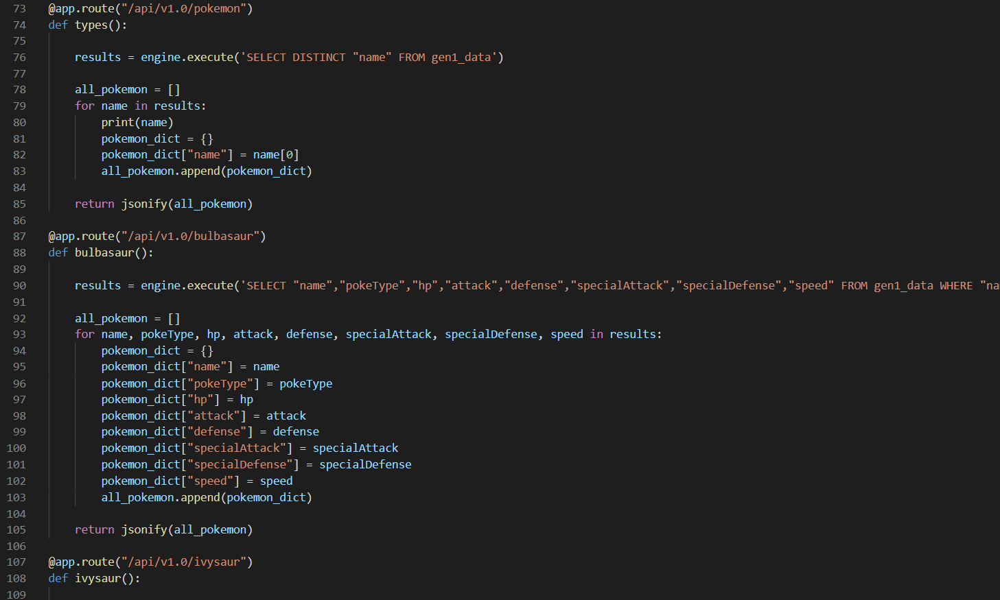 73 @app.route("/api/v1.0/pokemon")
74 def types():
75
76 results = engine.execute('SELECT DISTINCT "name" FROM gen1_data')
77
78 all_pokemon = []
79 for name in results:
80 print(name)
81 pokemon_dict = {}
82 pokemon_dict["name"] = name[0]
83 all_pokemon.append(pokemon_dict)
84
85 return jsonify(all_pokemon)
86
87 @app.route("/api/v1.0/bulbasaur")
88 def bulbasaur():
89
90 results = engine.execute('SELECT "name","pokeType","hp","attack","defense","specialAttack","specialDefense","speed" FROM gen1_data WHERE "na
91
92 all_pokemon = []
93 for name, pokeType, hp, attack, defense, specialAttack, specialDefense, speed in results:
94 pokemon_dict = {}
95 pokemon_dict["name"] = name
96 pokemon_dict["pokeType"] = pokeType
97 pokemon_dict["hp"] = hp
98 pokemon_dict["attack"] = attack
99 pokemon_dict["defense"] = defense
100 pokemon_dict["specialAttack"] = specialAttack
101 pokemon_dict["specialDefense"] = specialDefense
102 pokemon_dict["speed"] = speed
103 all_pokemon.append(pokemon_dict)
104
105 return jsonify(all_pokemon)
106
107 @app.route("/api/v1.0/ivysaur")
108 def ivysaur():
109